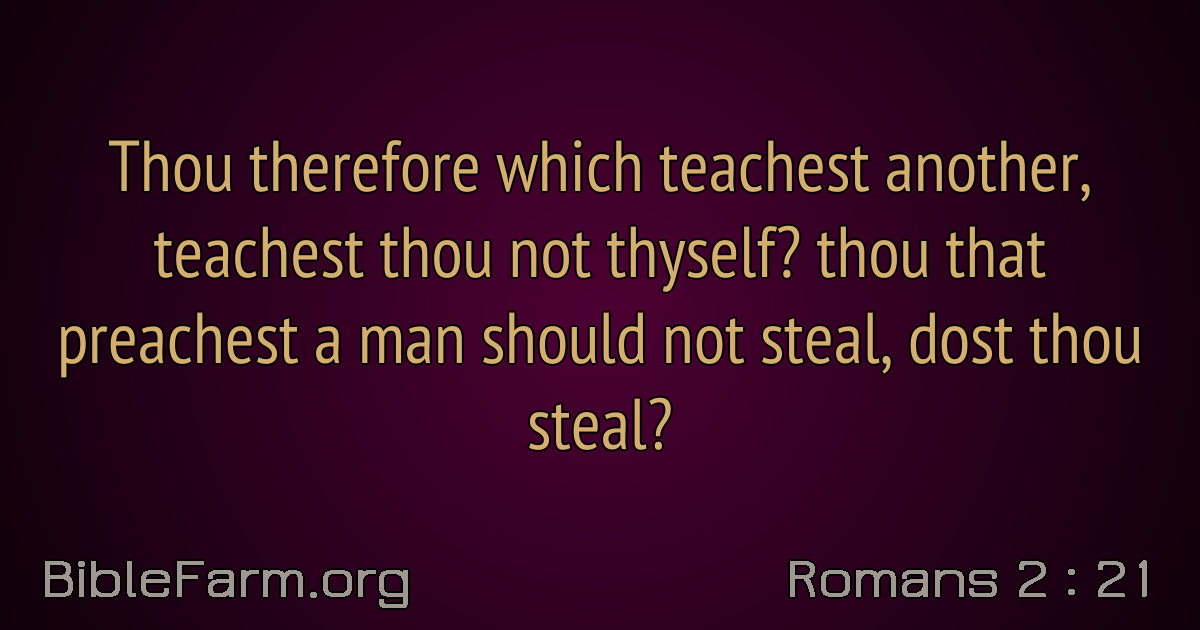 Thou therefore which teachest another,
teachest thou not thyself? thou that
preachest a man should not steal, dost thou
steal?
BibleFarm.org
Romans 2 : 21